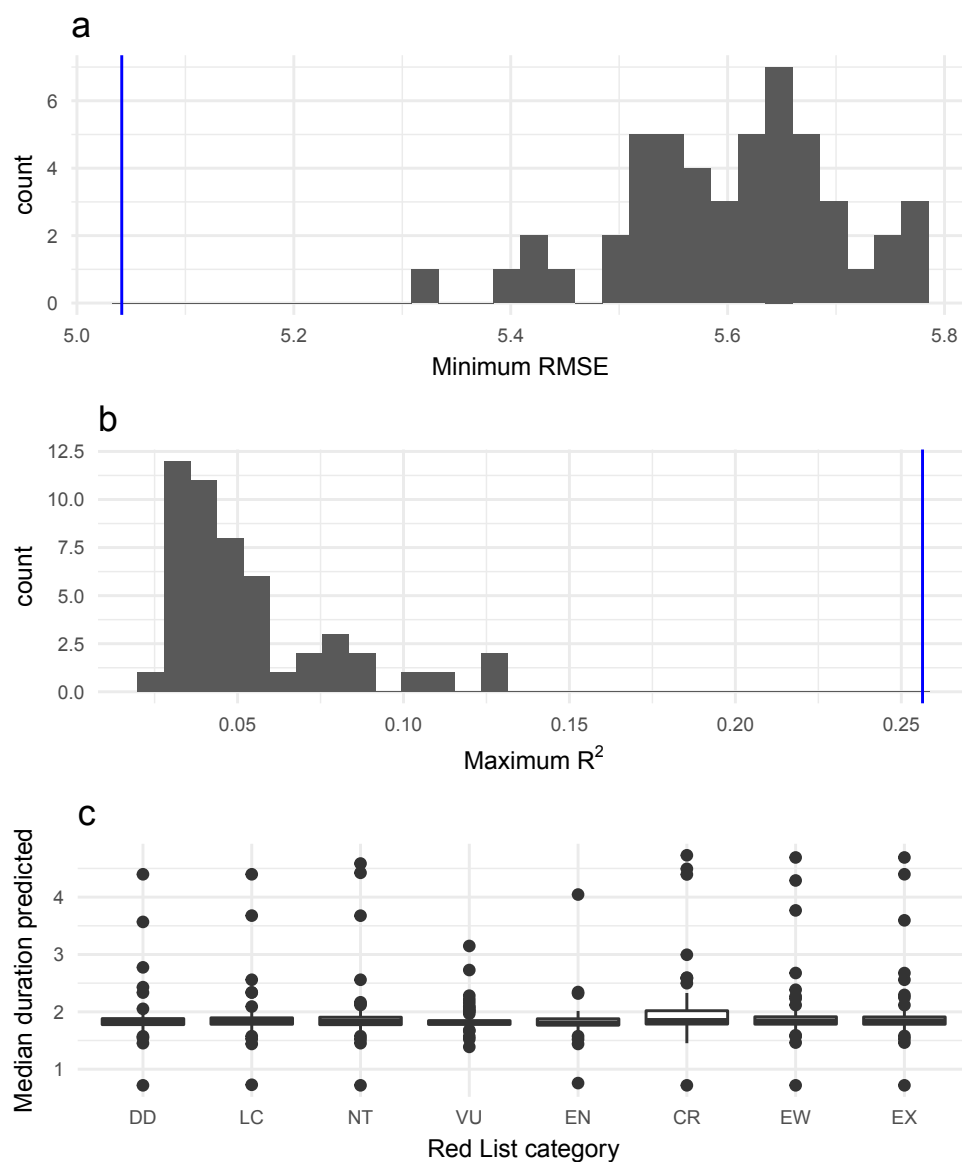 a
6
4
2
0
count
5.0 5.2 5.4 5.6 5.8
Minimum RMSE
b
12.5
10.0
7.5
5.0
2.5
0.0
count
0.05 0.10 0.15 0.20 0.25
Maximum R²
c
4
3
2
1
Median duration predicted
DD LC NT VU EN CR EW EX
Red List category